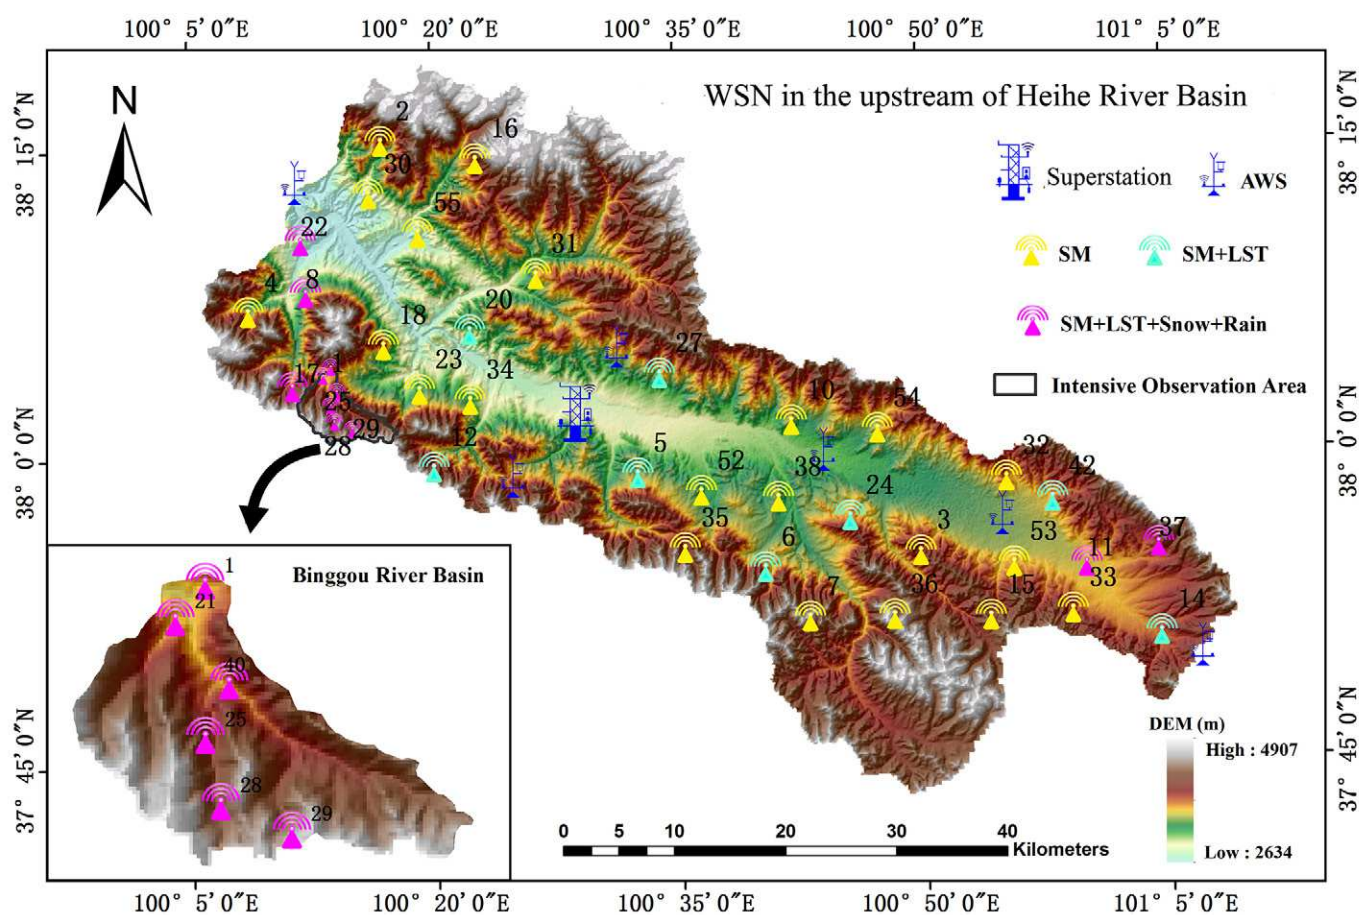 100° 5′ 0″E
100° 20′ 0″E
100° 35′ 0″E
100° 50′ 0″E
101° 5′ 0″E
38° 15′ 0″N
38° 0′ 0″N
37° 45′ 0″N
38° 15′ 0″N
38° 0′ 0″N
37° 45′ 0″N
N
WSN in the upstream of Heihe River Basin
Superstation
AWS
SM
SM+LST
SM+LST+Snow+Rain
Intensive Observation Area
2
16
30
55
22
31
4
8
20
18
27
23
34
1
17
25
10
54
29
28
12
5
52
38
32
42
24
35
6
3
53
37
11
33
7
36
15
14
Binggou River Basin
1
21
40
25
28
29
DEM (m)
High : 4907
Low : 2634
0 5 10 20 30 40
Kilometers
100° 5′ 0″E
100° 20′ 0″E
100° 35′ 0″E
100° 50′ 0″E
101° 5′ 0″E